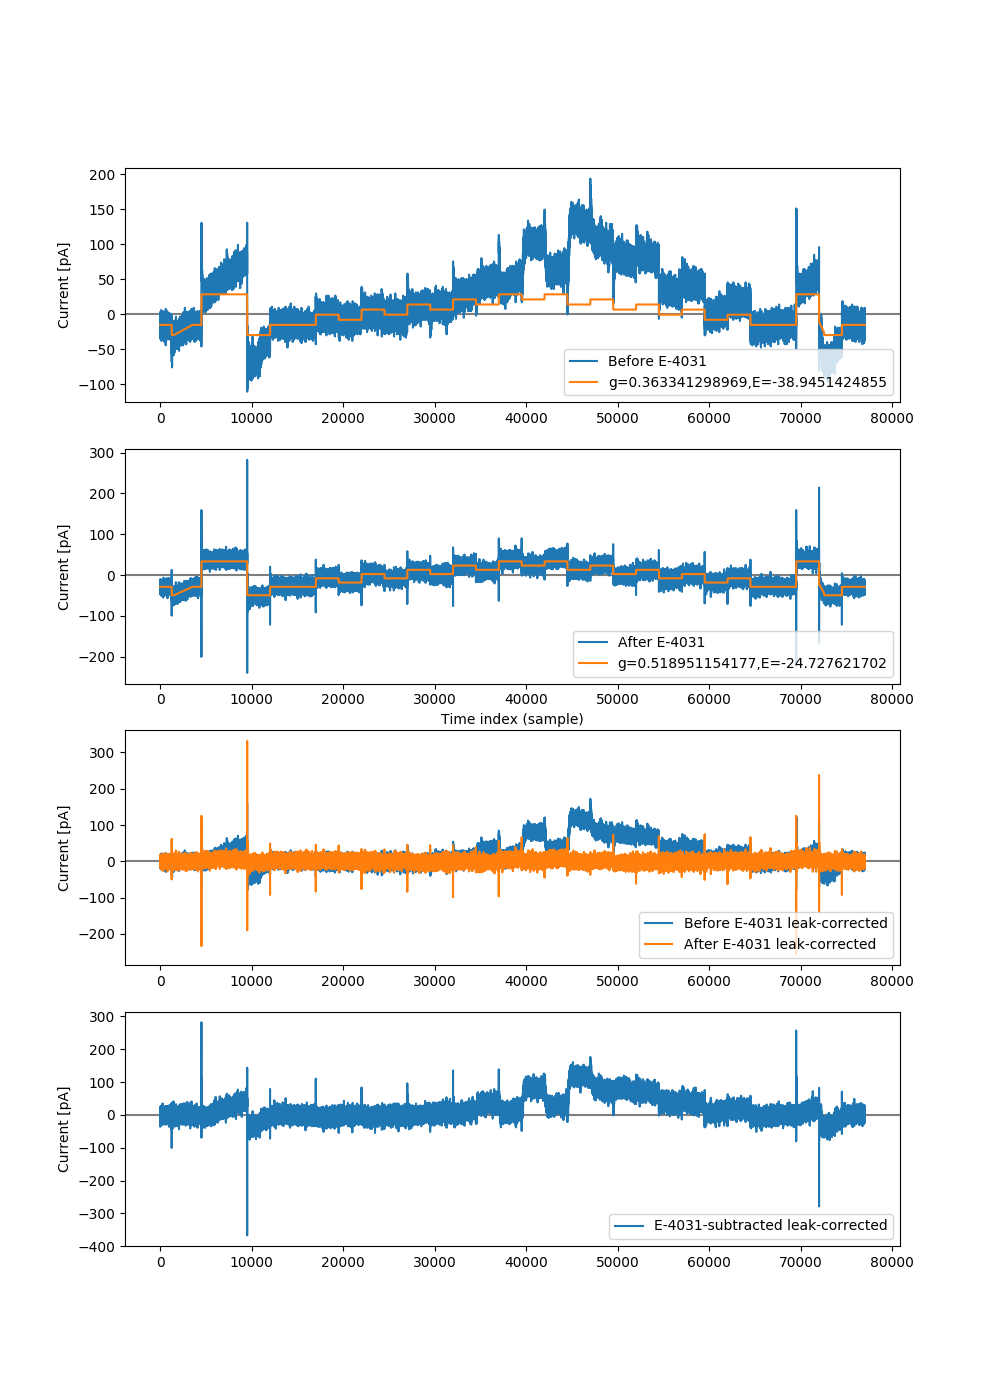 200
150
100
50
0
−50
−100
Current [pA]
Before E-4031
g=0.363341298969,E=-38.9451424855
0 10000 20000 30000 40000 50000 60000 70000 80000
300
200
100
0
−100
−200
Current [pA]
After E-4031
g=0.518951154177,E=-24.727621702
0 10000 20000 30000 40000 50000 60000 70000 80000
Time index (sample)
300
200
100
0
−100
−200
Current [pA]
Before E-4031 leak-corrected
After E-4031 leak-corrected
0 10000 20000 30000 40000 50000 60000 70000 80000
300
200
100
0
−100
−200
−300
−400
Current [pA]
E-4031-subtracted leak-corrected
0 10000 20000 30000 40000 50000 60000 70000 80000